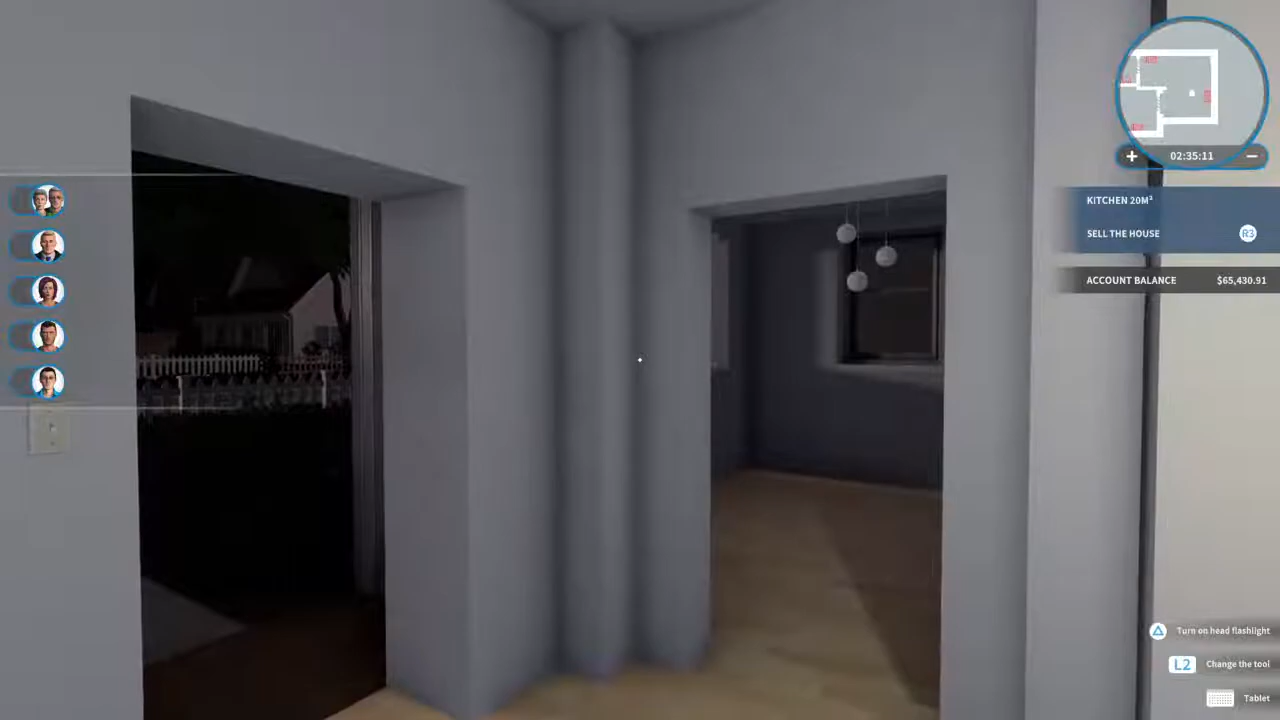 02:35:11
KITCHEN 20M²
SELL THE HOUSE R3
ACCOUNT BALANCE $65,430.91
Turn on head flashlight
L2 Change the tool
Tablet